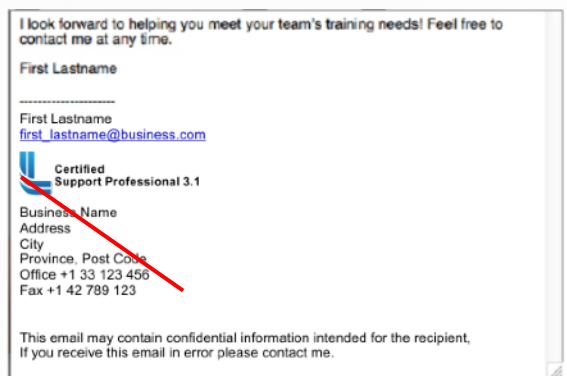 I look forward to helping you meet your team's training needs! Feel free to
contact me at any time.
First Lastname
---------------------
First Lastname
first_lastname@business.com
Certified
Support Professional 3.1
Business Name
Address
City
Province, Post Code
Office +1 33 123 456
Fax +1 42 789 123
This email may contain confidential information intended for the recipient,
If you receive this email in error please contact me.